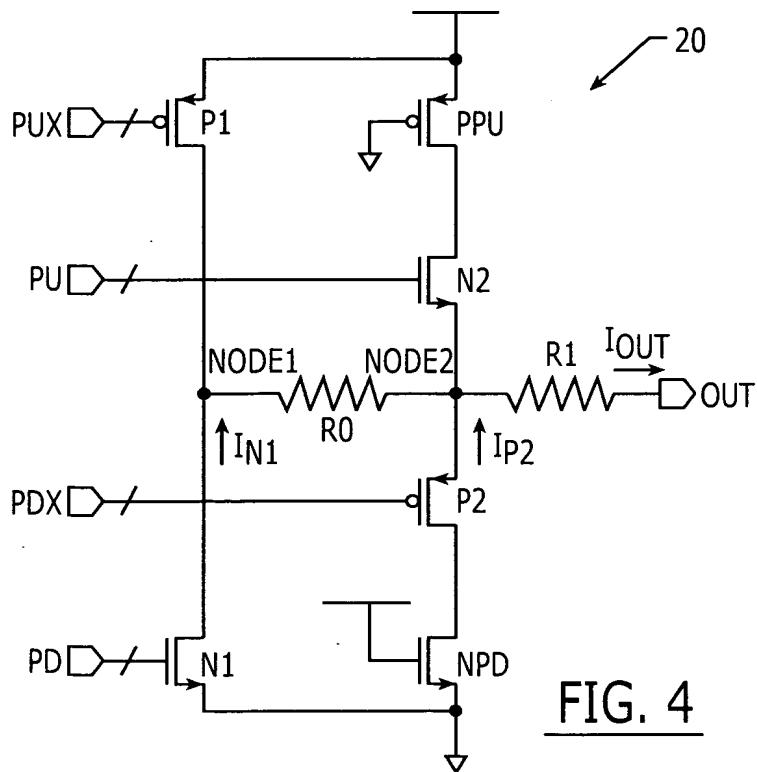 20
PUX
P1
PPU
PU
N2
NODE1
NODE2
R1
IOUT
OUT
R0
IN1
IP2
PDX
P2
PD
N1
NPD
FIG. 4